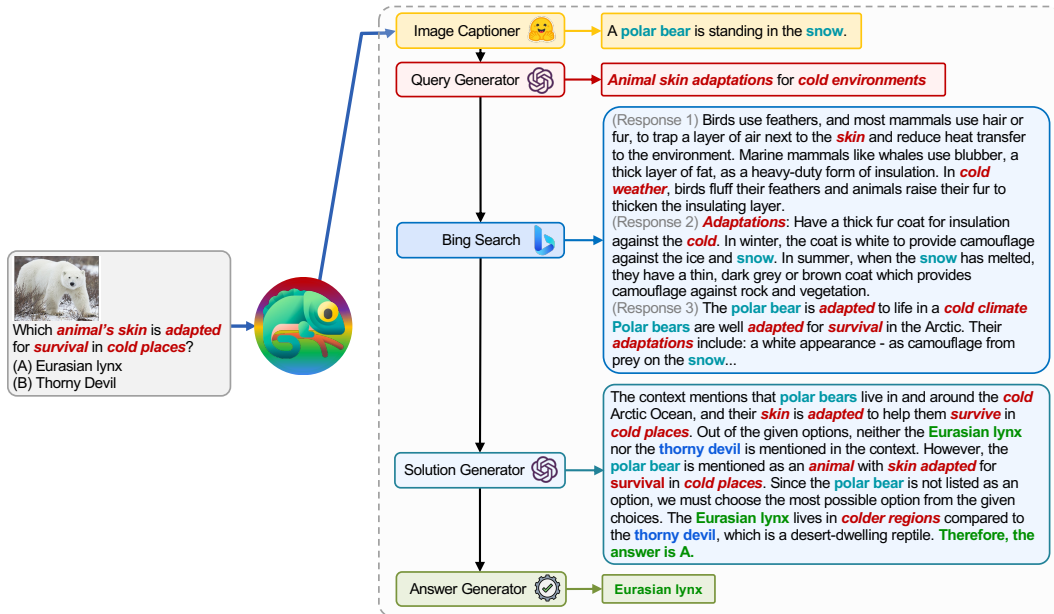 Which animal's skin is adapted
for survival in cold places?
(A) Eurasian lynx
(B) Thorny Devil
Image Captioner
A polar bear is standing in the snow.
Query Generator
Animal skin adaptations for cold environments
Bing Search
(Response 1) Birds use feathers, and most mammals use hair or
fur, to trap a layer of air next to the skin and reduce heat transfer
to the environment. Marine mammals like whales use blubber, a
thick layer of fat, as a heavy-duty form of insulation. In cold
weather, birds fluff their feathers and animals raise their fur to
thicken the insulating layer.
(Response 2) Adaptations: Have a thick fur coat for insulation
against the cold. In winter, the coat is white to provide camouflage
against the ice and snow. In summer, when the snow has melted,
they have a thin, dark grey or brown coat which provides
camouflage against rock and vegetation.
(Response 3) The polar bear is adapted to life in a cold climate
Polar bears are well adapted for survival in the Arctic. Their
adaptations include: a white appearance - as camouflage from
prey on the snow...
Solution Generator
The context mentions that polar bears live in and around the cold
Arctic Ocean, and their skin is adapted to help them survive in
cold places. Out of the given options, neither the Eurasian lynx
nor the thorny devil is mentioned in the context. However, the
polar bear is mentioned as an animal with skin adapted for
survival in cold places. Since the polar bear is not listed as an
option, we must choose the most possible option from the given
choices. The Eurasian lynx lives in colder regions compared to
the thorny devil, which is a desert-dwelling reptile. Therefore, the
answer is A.
Answer Generator
Eurasian lynx